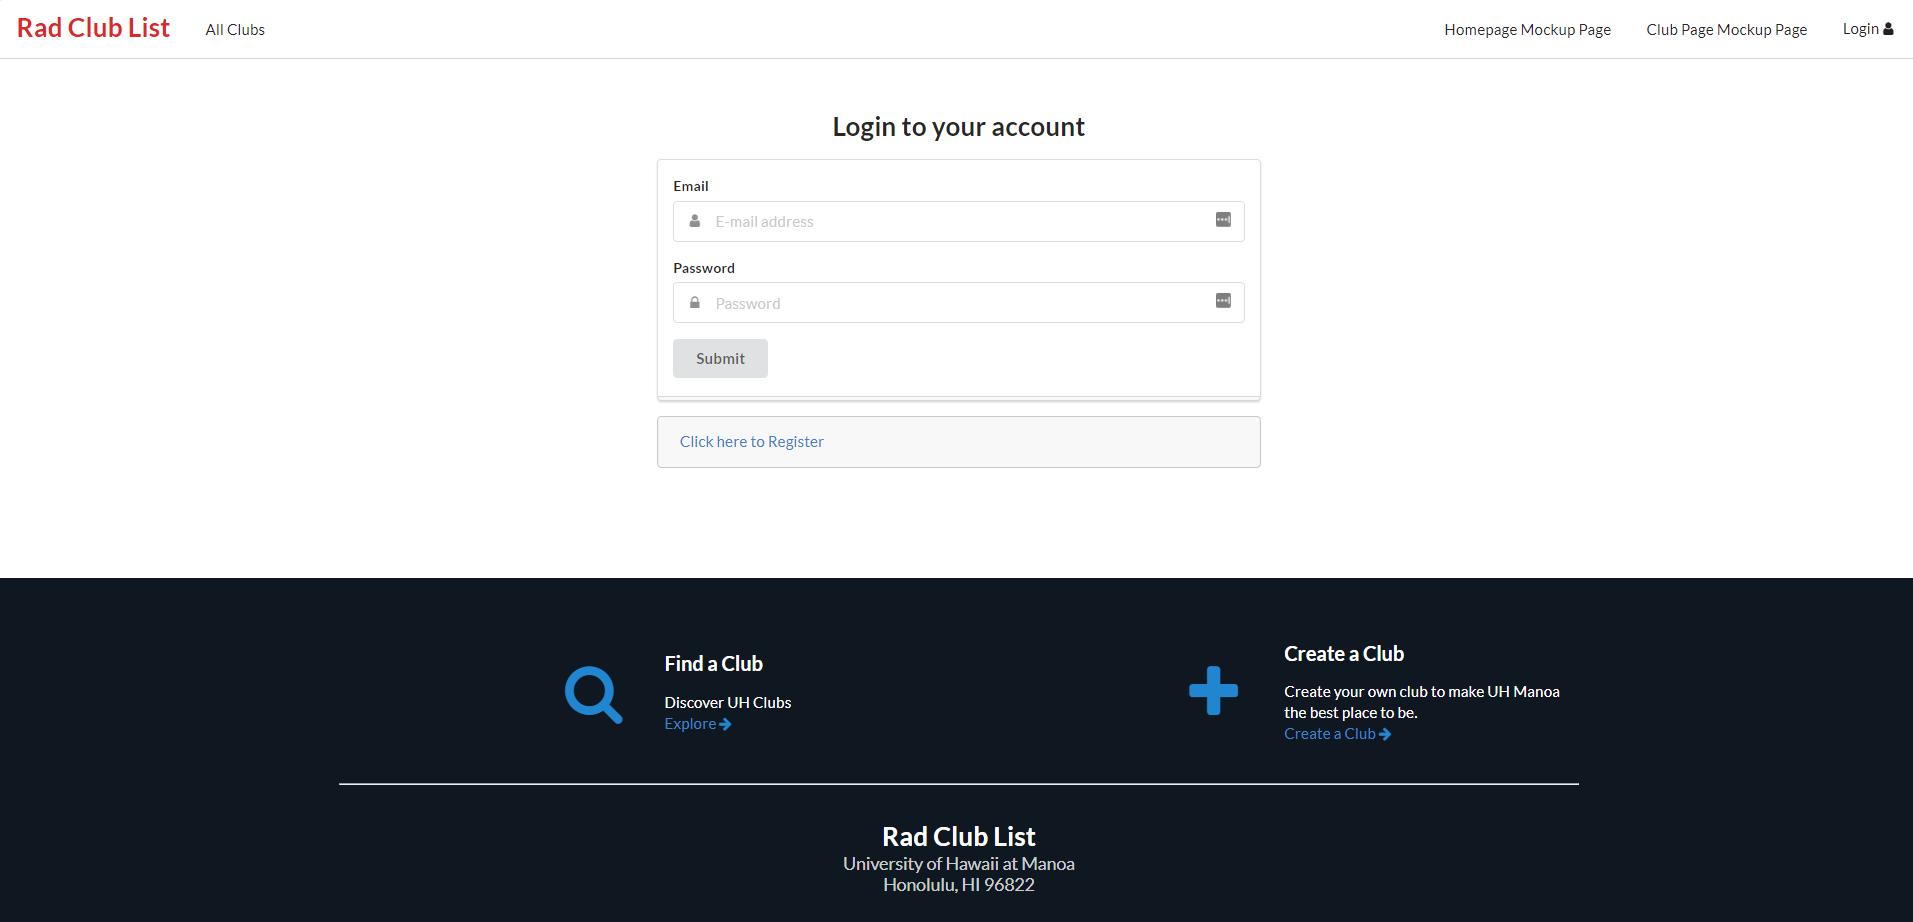 Rad Club List
All Clubs
Homepage Mockup Page
Club Page Mockup Page
Login
Login to your account
Email
E-mail address
Password
Password
Submit
Click here to Register
Find a Club
Discover UH Clubs
Explore
Create a Club
Create your own club to make UH Manoa
the best place to be.
Create a Club
Rad Club List
University of Hawaii at Manoa
Honolulu, HI 96822